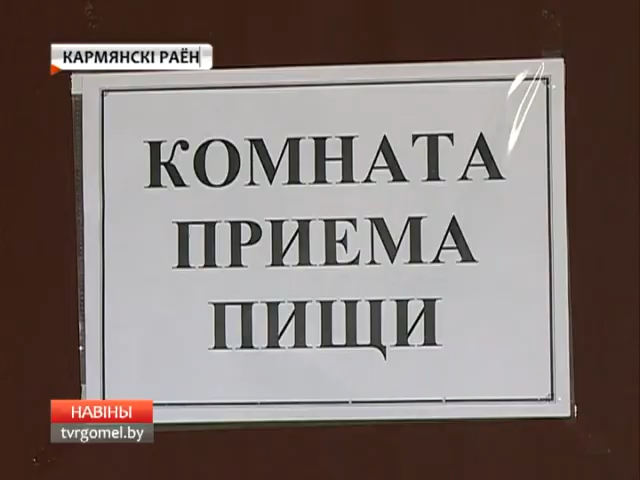 КАРМЯНСКІ РАЁН
КОМНАТА
ПРИЕМА
ПИЩИ
НАВІНЫ
tvrgomel.by